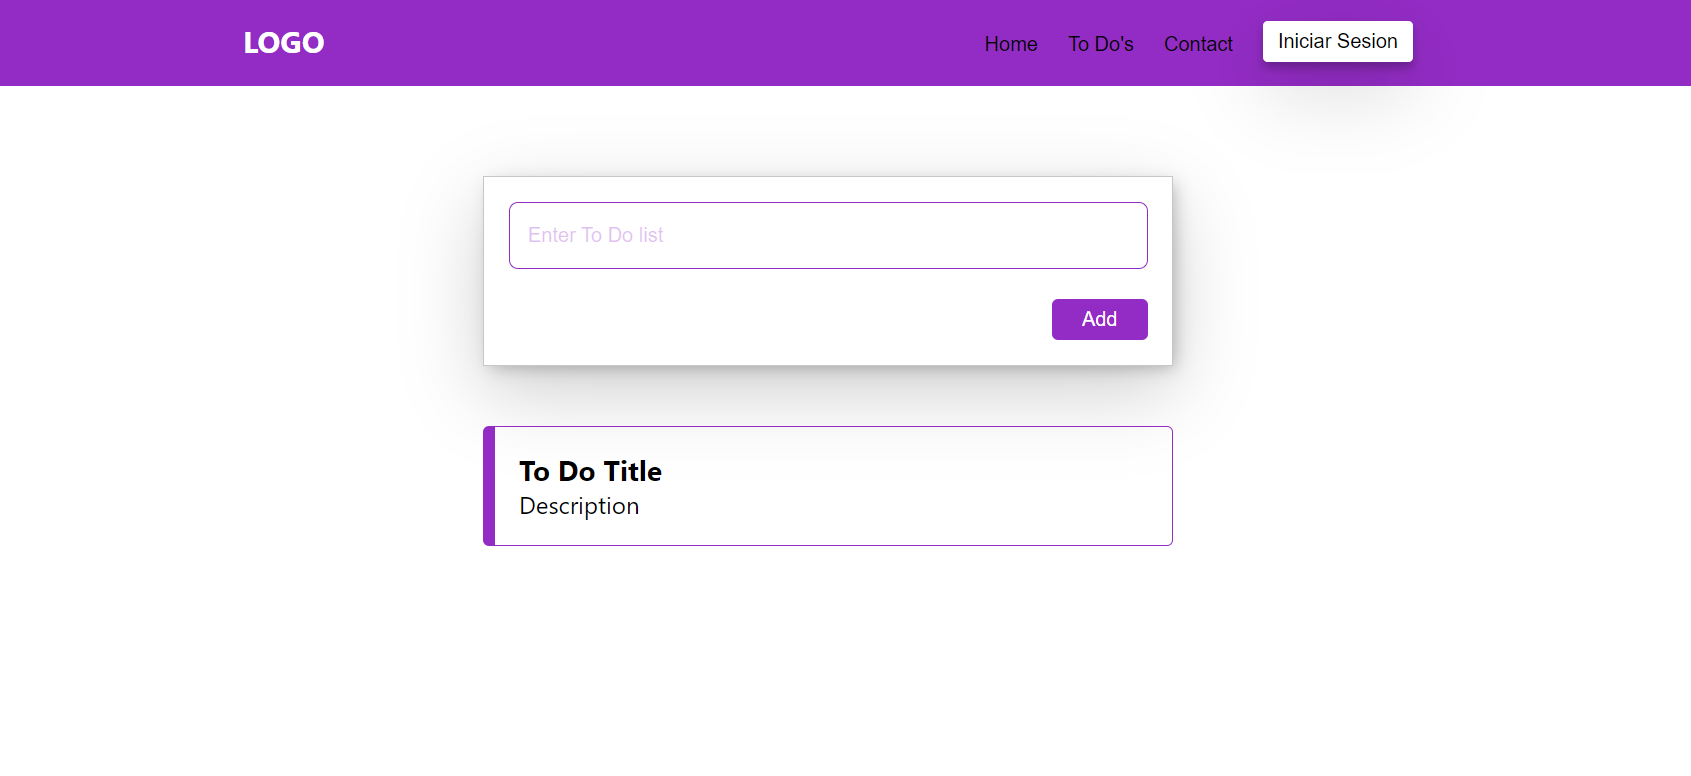 LOGO
Home To Do's Contact Iniciar Sesion
Enter To Do list
Add
To Do Title
Description